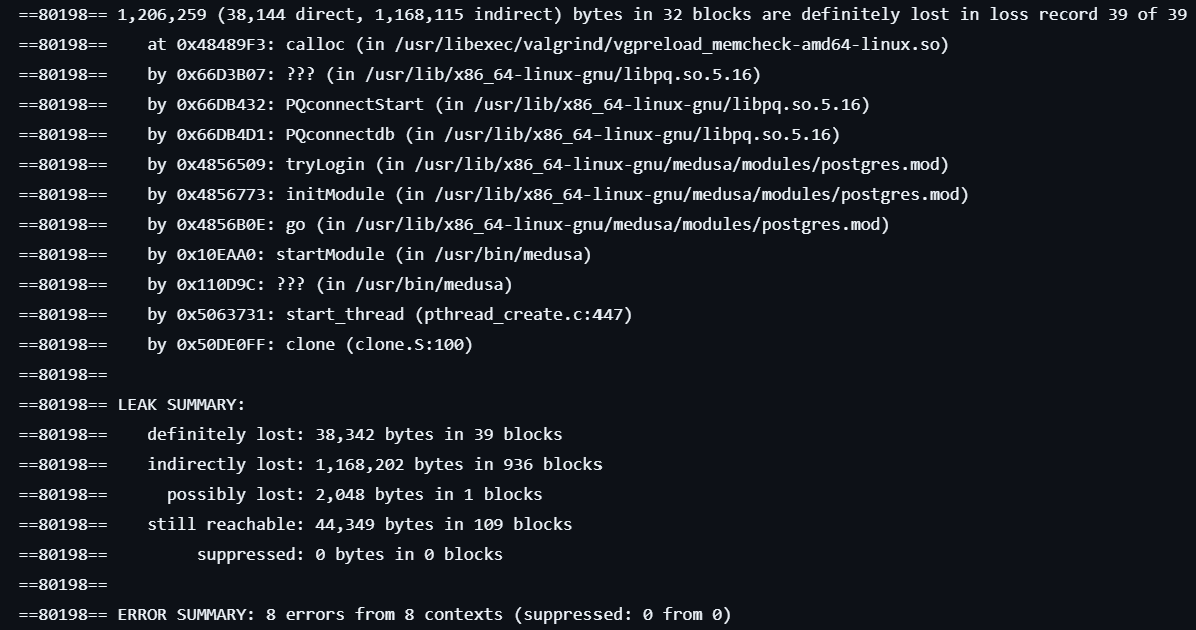 ==80198== 1,206,259 (38,144 direct, 1,168,115 indirect) bytes in 32 blocks are definitely lost in loss record 39 of 39
==80198==    at 0x48489F3: calloc (in /usr/libexec/valgrind/vgpreload_memcheck-amd64-linux.so)
==80198==    by 0x66D3B07: ??? (in /usr/lib/x86_64-linux-gnu/libpq.so.5.16)
==80198==    by 0x66DB432: PQconnectStart (in /usr/lib/x86_64-linux-gnu/libpq.so.5.16)
==80198==    by 0x66DB4D1: PQconnectdb (in /usr/lib/x86_64-linux-gnu/libpq.so.5.16)
==80198==    by 0x4856509: tryLogin (in /usr/lib/x86_64-linux-gnu/medusa/modules/postgres.mod)
==80198==    by 0x4856773: initModule (in /usr/lib/x86_64-linux-gnu/medusa/modules/postgres.mod)
==80198==    by 0x4856B0E: go (in /usr/lib/x86_64-linux-gnu/medusa/modules/postgres.mod)
==80198==    by 0x10EAA0: startModule (in /usr/bin/medusa)
==80198==    by 0x110D9C: ??? (in /usr/bin/medusa)
==80198==    by 0x5063731: start_thread (pthread_create.c:447)
==80198==    by 0x50DE0FF: clone (clone.S:100)
==80198==
==80198== LEAK SUMMARY:
==80198==    definitely lost: 38,342 bytes in 39 blocks
==80198==    indirectly lost: 1,168,202 bytes in 936 blocks
==80198==      possibly lost: 2,048 bytes in 1 blocks
==80198==    still reachable: 44,349 bytes in 109 blocks
==80198==         suppressed: 0 bytes in 0 blocks
==80198==
==80198== ERROR SUMMARY: 8 errors from 8 contexts (suppressed: 0 from 0)